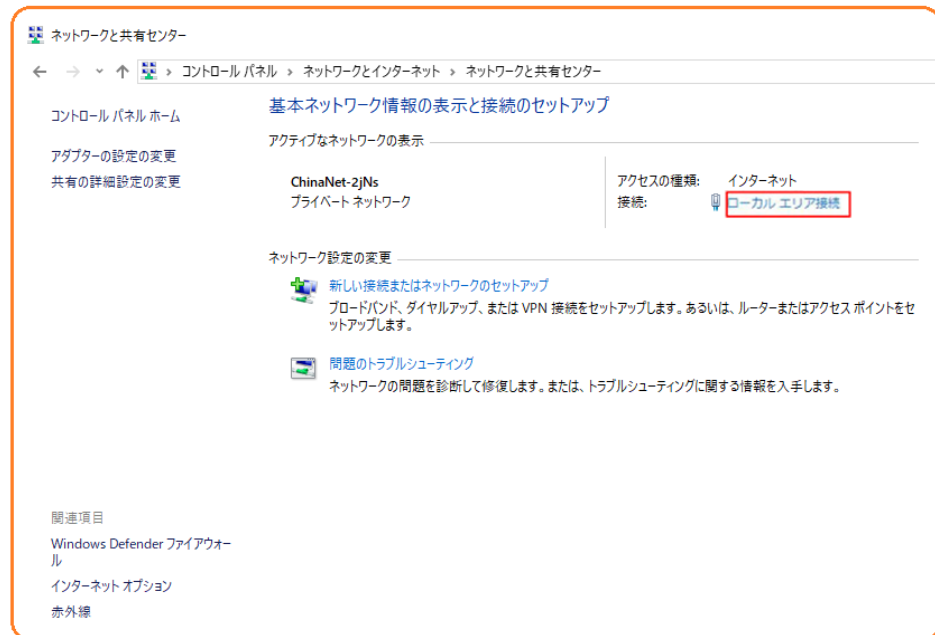 ネットワークと共有センター
コントロール パネル › ネットワークとインターネット › ネットワークと共有センター
コントロール パネル ホーム
アダプターの設定の変更
共有の詳細設定の変更
基本ネットワーク情報の表示と接続のセットアップ
アクティブなネットワークの表示
ChinaNet-2jNs
プライベート ネットワーク
アクセスの種類: インターネット
接続: ローカル エリア接続
ネットワーク設定の変更
新しい接続またはネットワークのセットアップ
ブロードバンド、ダイヤルアップ、または VPN 接続をセットアップします。あるいは、ルーターまたはアクセス ポイントをセ
ットアップします。
問題のトラブルシューティング
ネットワークの問題を診断して修復します。または、トラブルシューティングに関する情報を入手します。
関連項目
Windows Defender ファイアウォー
ル
インターネット オプション
赤外線